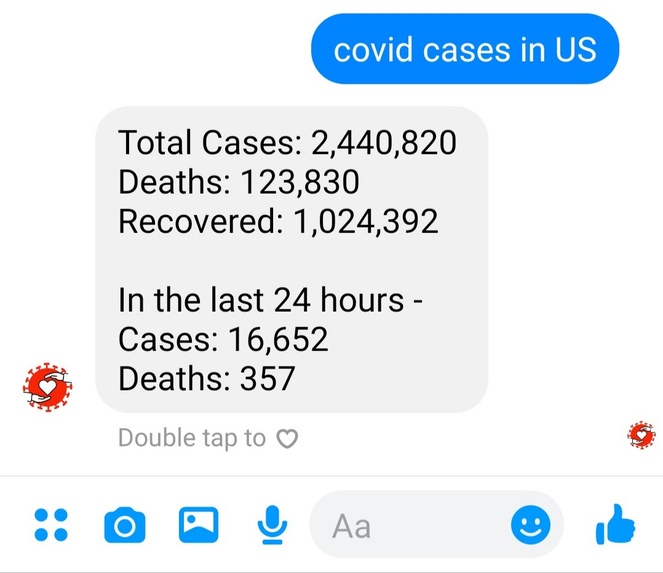 covid cases in US
Total Cases: 2,440,820
Deaths: 123,830
Recovered: 1,024,392
In the last 24 hours -
Cases: 16,652
Deaths: 357
Double tap to
Aa